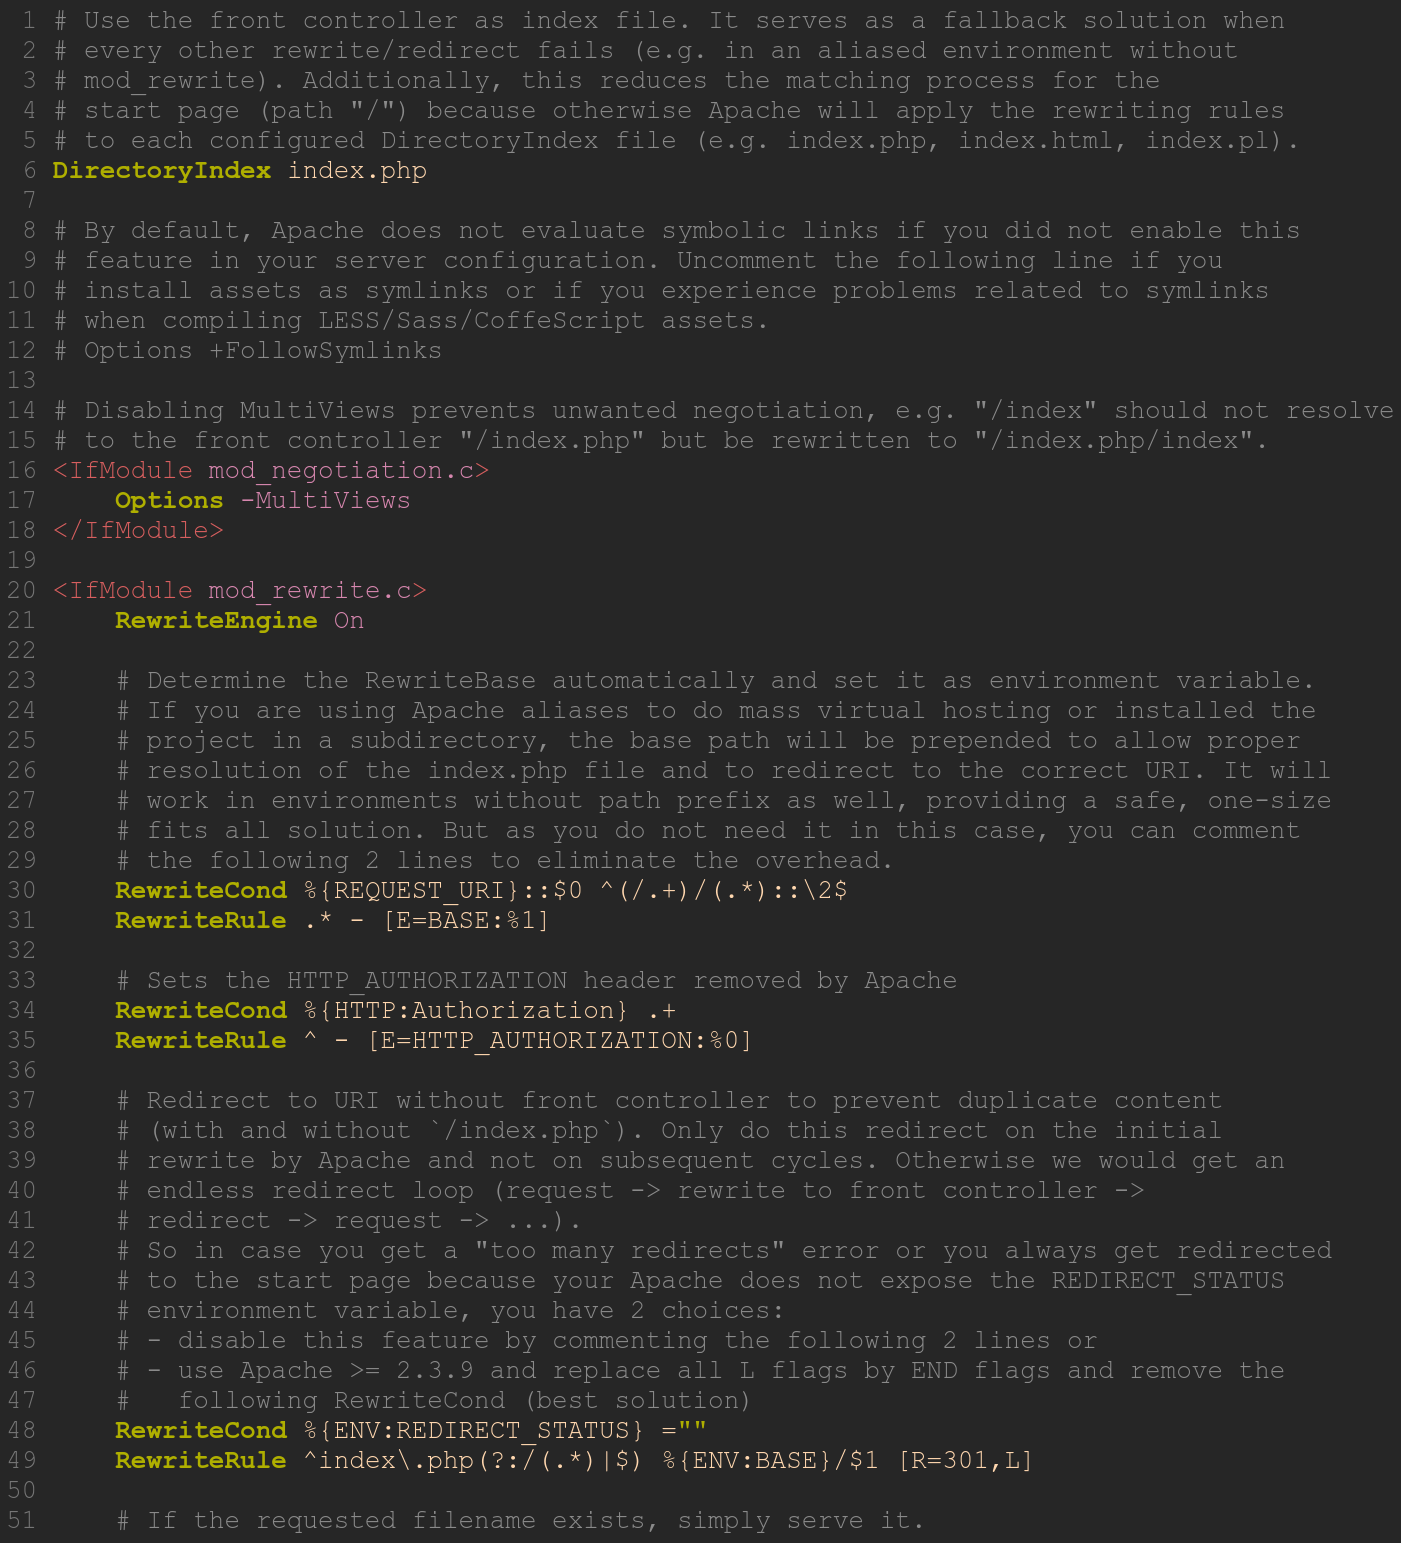 1 # Use the front controller as index file. It serves as a fallback solution when
2 # every other rewrite/redirect fails (e.g. in an aliased environment without
3 # mod_rewrite). Additionally, this reduces the matching process for the
4 # start page (path "/") because otherwise Apache will apply the rewriting rules
5 # to each configured DirectoryIndex file (e.g. index.php, index.html, index.pl).
6 DirectoryIndex index.php
7
8 # By default, Apache does not evaluate symbolic links if you did not enable this
9 # feature in your server configuration. Uncomment the following line if you
10 # install assets as symlinks or if you experience problems related to symlinks
11 # when compiling LESS/Sass/CoffeScript assets.
12 # Options +FollowSymlinks
13
14 # Disabling MultiViews prevents unwanted negotiation, e.g. "/index" should not resolve
15 # to the front controller "/index.php" but be rewritten to "/index.php/index".
16 <IfModule mod_negotiation.c>
17     Options -MultiViews
18 </IfModule>
19
20 <IfModule mod_rewrite.c>
21     RewriteEngine On
22
23     # Determine the RewriteBase automatically and set it as environment variable.
24     # If you are using Apache aliases to do mass virtual hosting or installed the
25     # project in a subdirectory, the base path will be prepended to allow proper
26     # resolution of the index.php file and to redirect to the correct URI. It will
27     # work in environments without path prefix as well, providing a safe, one-size
28     # fits all solution. But as you do not need it in this case, you can comment
29     # the following 2 lines to eliminate the overhead.
30     RewriteCond %{REQUEST_URI}::$0 ^(/.+)/(.*)::\2$
31     RewriteRule .* - [E=BASE:%1]
32
33     # Sets the HTTP_AUTHORIZATION header removed by Apache
34     RewriteCond %{HTTP:Authorization} .+
35     RewriteRule ^ - [E=HTTP_AUTHORIZATION:%0]
36
37     # Redirect to URI without front controller to prevent duplicate content
38     # (with and without `/index.php`). Only do this redirect on the initial
39     # rewrite by Apache and not on subsequent cycles. Otherwise we would get an
40     # endless redirect loop (request -> rewrite to front controller ->
41     # redirect -> request -> ...).
42     # So in case you get a "too many redirects" error or you always get redirected
43     # to the start page because your Apache does not expose the REDIRECT_STATUS
44     # environment variable, you have 2 choices:
45     # - disable this feature by commenting the following 2 lines or
46     # - use Apache >= 2.3.9 and replace all L flags by END flags and remove the
47     #   following RewriteCond (best solution)
48     RewriteCond %{ENV:REDIRECT_STATUS} =""
49     RewriteRule ^index\.php(?:/(.*)|$) %{ENV:BASE}/$1 [R=301,L]
50
51     # If the requested filename exists, simply serve it.